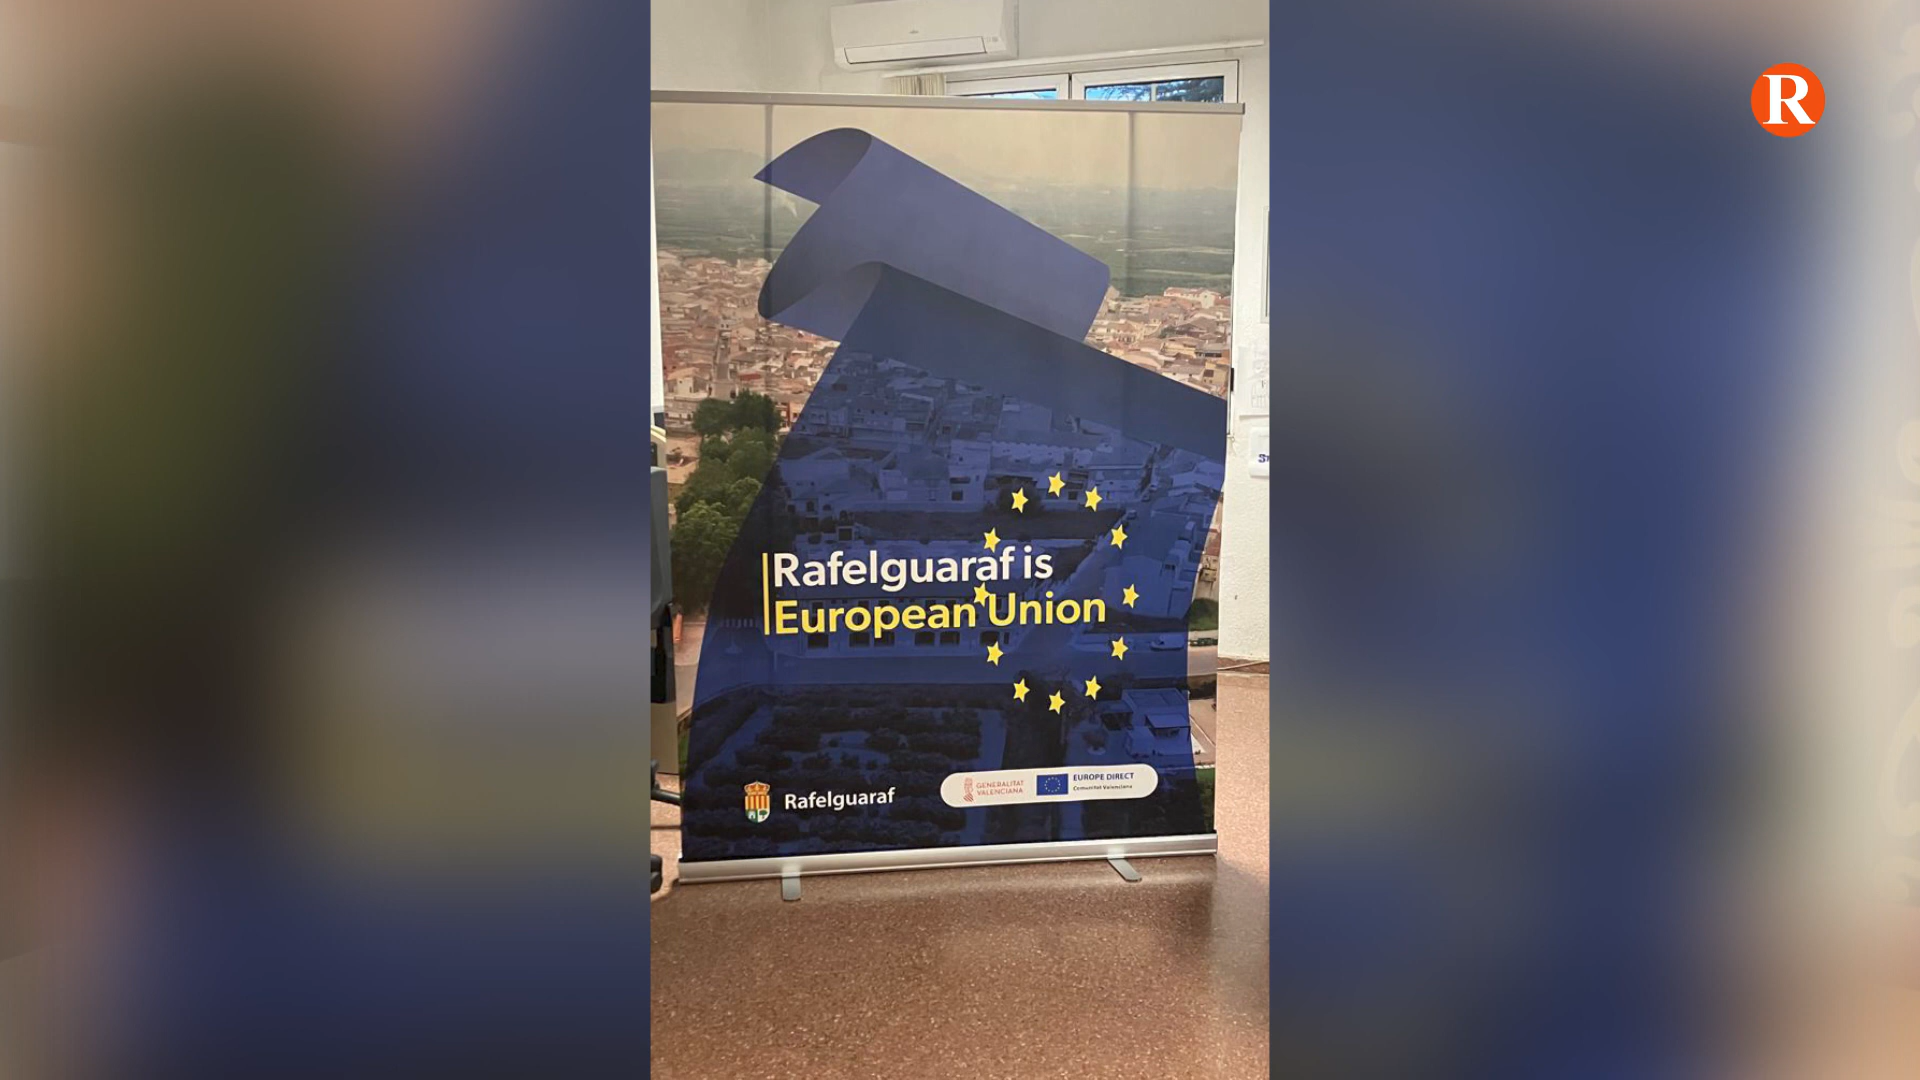 R
Rafelguaraf is
European Union
Rafelguaraf
GENERALITAT
VALENCIANA
EUROPE DIRECT
Comunitat Valenciana